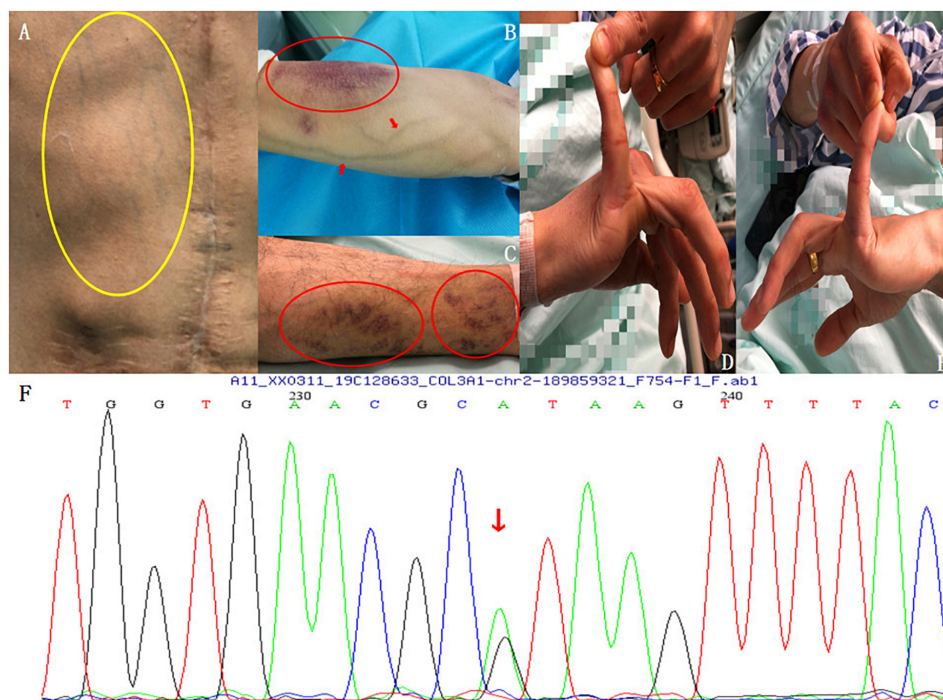 A
B
C
D
E
F
A11_XX0311_19C128633_COL3A1-chr2-189859321_F754-F1_F.ab1
230 240
T G G T G A A C G C A T A A G T T T T A C